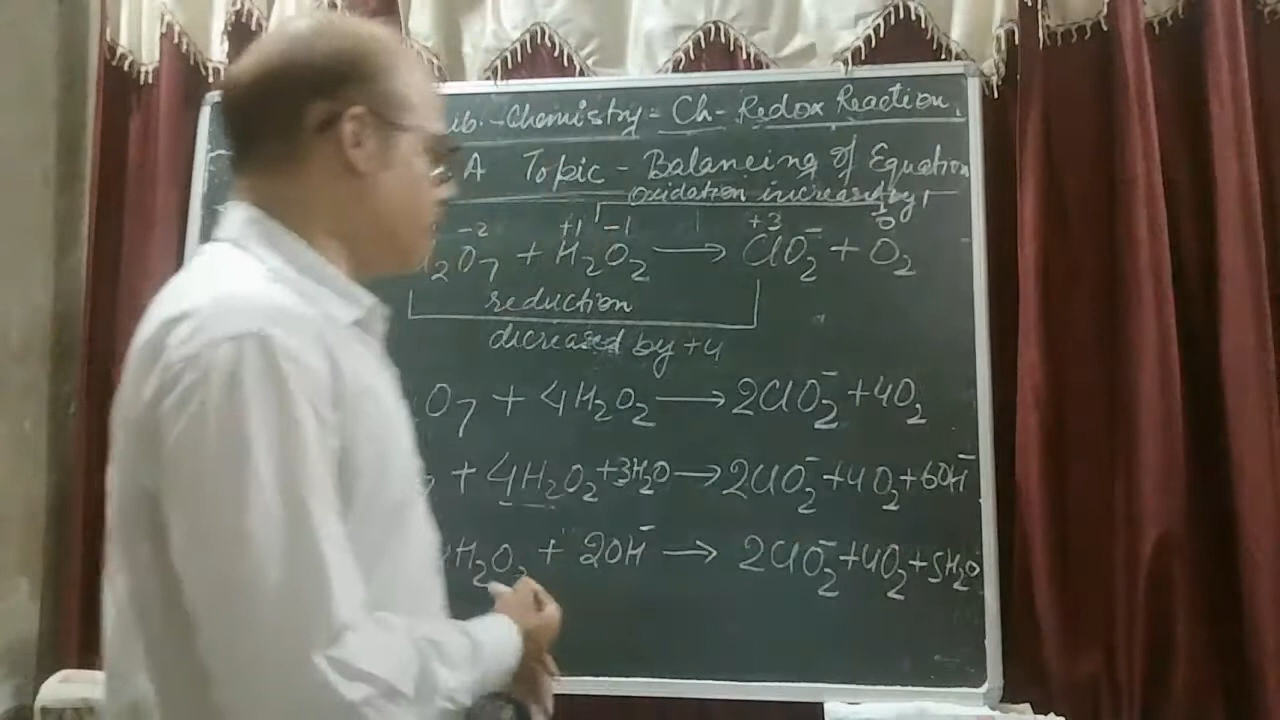 Chemistry - Ch- Redox Reaction.
A Topic - Balancing of Equation
Oxidation increased by 1
-2 +1 -1 +3 0
₂O₇ + H₂O₂ ⟶ ClO₂⁻ + O₂
reduction
dicreased by +4
O₇ + 4H₂O₂ ⟶ 2ClO₂⁻ + 4O₂
+ 4H₂O₂ + 3H₂O ⟶ 2ClO₂⁻ + 4O₂ + 6OH⁻
H₂O₂ + 2OH⁻ ⟶ 2ClO₂⁻ + 4O₂ + 5H₂O